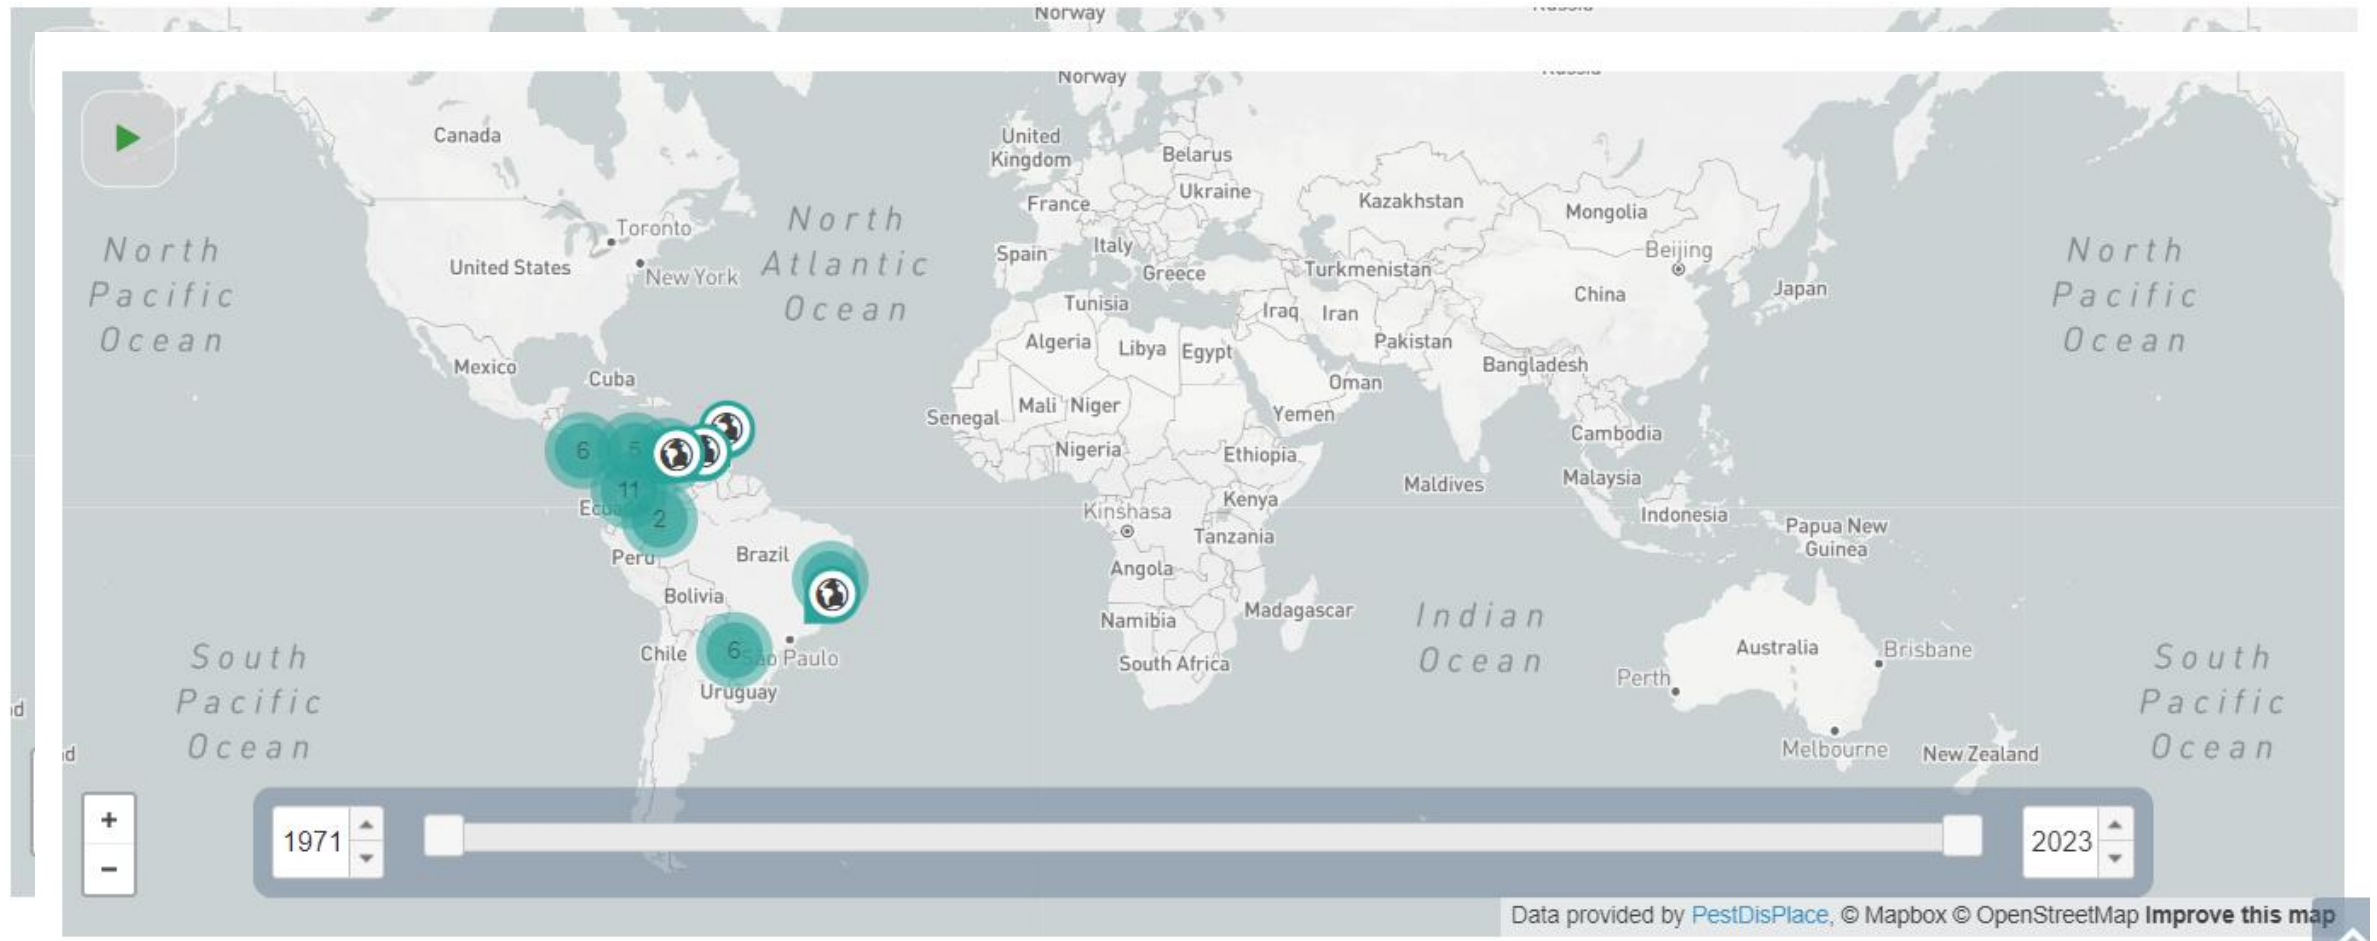 Norway
Norway
Canada
United
Kingdom
Belarus
Ukraine
France
Kazakhstan
Mongolia
Toronto
North
Atlantic
Ocean
North
Pacific
Ocean
United States
New York
Spain
Italy
Greece
Turkmenistan
Beijing
China
Japan
North
Pacific
Ocean
Tunisia
Iraq
Iran
Algeria
Libya
Egypt
Pakistan
Bangladesh
Mexico
Cuba
Oman
Senegal
Mali
Niger
Yemen
Cambodia
6
5
Nigeria
Ethiopia
Maldives
Malaysia
11
2
Kenya
Kinshasa
Indonesia
Papua New
Guinea
Tanzania
Peru
Brazil
Angola
Bolivia
Namibia
Madagascar
Indian
Ocean
Australia
Brisbane
Chile
6
São Paulo
South Africa
Perth
South
Pacific
Ocean
South
Pacific
Ocean
Uruguay
Melbourne
New Zealand
d
d
+
−
1971
2023
Data provided by PestDisPlace, © Mapbox © OpenStreetMap Improve this map